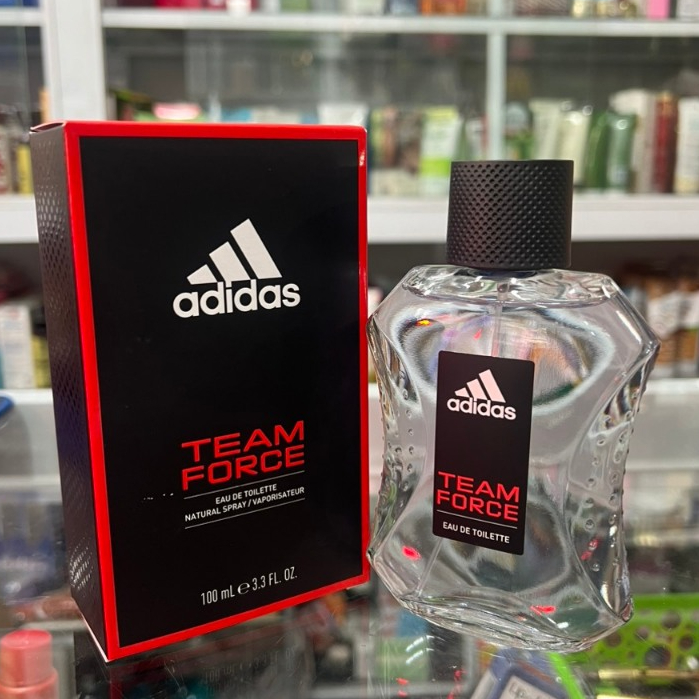 adidas
TEAM
FORCE
EAU DE TOILETTE
NATURAL SPRAY / VAPORISATEUR
100 mL ℮ 3.3 FL. OZ.
adidas
TEAM
FORCE
EAU DE TOILETTE